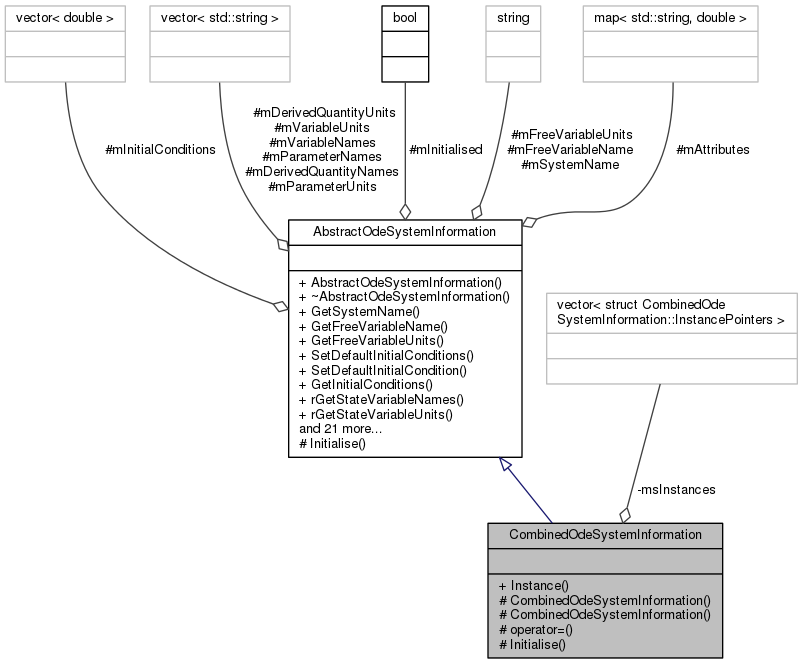 vector< double >
vector< std::string >
bool
string
map< std::string, double >
#mInitialConditions
#mDerivedQuantityUnits
#mVariableUnits
#mVariableNames
#mParameterNames
#mDerivedQuantityNames
#mParameterUnits
#mInitialised
#mFreeVariableUnits
#mFreeVariableName
#mSystemName
#mAttributes
AbstractOdeSystemInformation
+ AbstractOdeSystemInformation()
+ ~AbstractOdeSystemInformation()
+ GetSystemName()
+ GetFreeVariableName()
+ GetFreeVariableUnits()
+ SetDefaultInitialConditions()
+ SetDefaultInitialCondition()
+ GetInitialConditions()
+ rGetStateVariableNames()
+ rGetStateVariableUnits()
and 21 more...
# Initialise()
vector< struct CombinedOde
SystemInformation::InstancePointers >
-msInstances
CombinedOdeSystemInformation
+ Instance()
# CombinedOdeSystemInformation()
# CombinedOdeSystemInformation()
# operator=()
# Initialise()